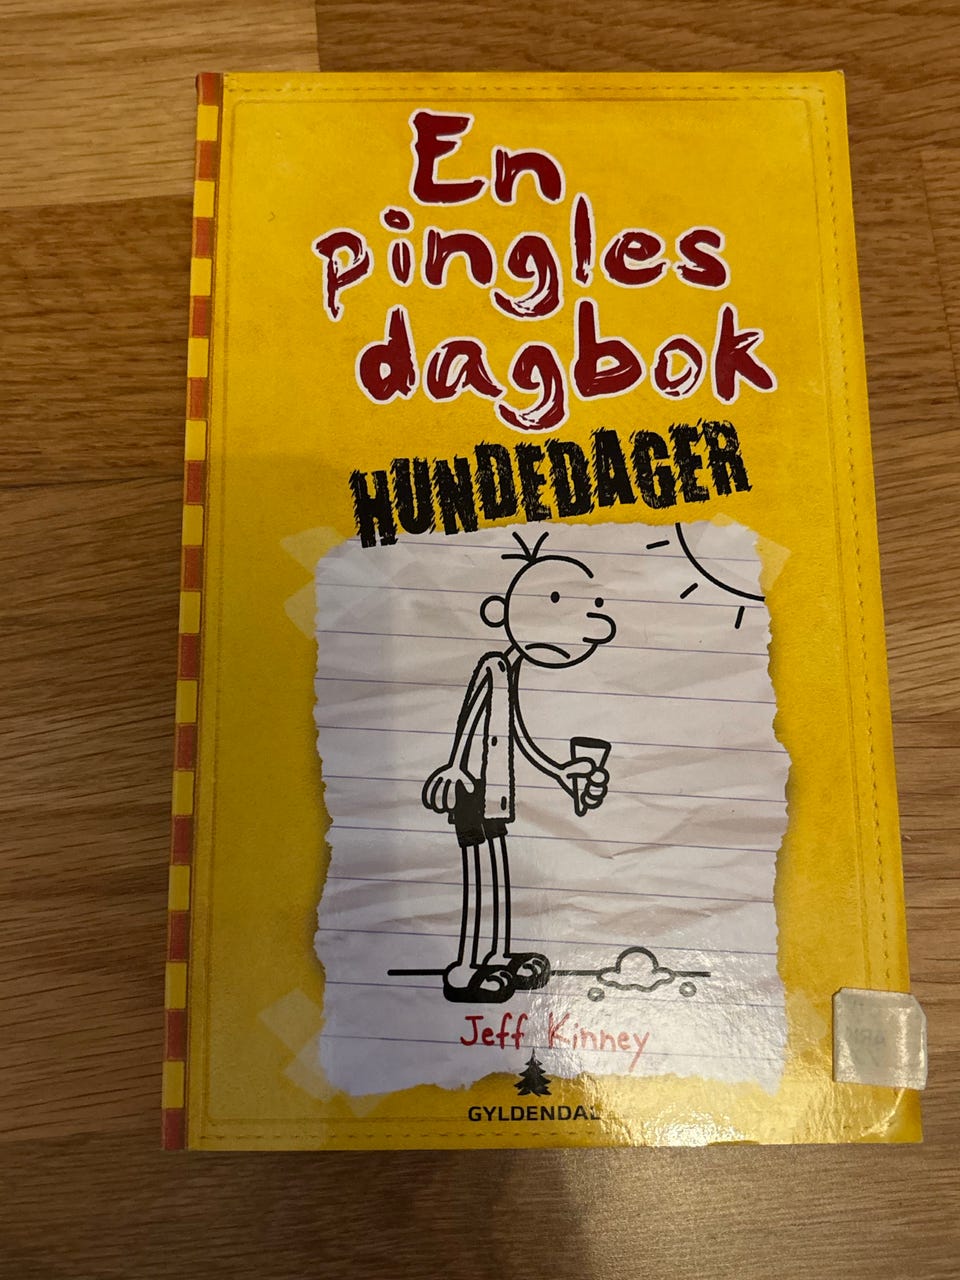 En
pingles
dagbok
HUNDEDAGER
Jeff Kinney
GYLDENDAL